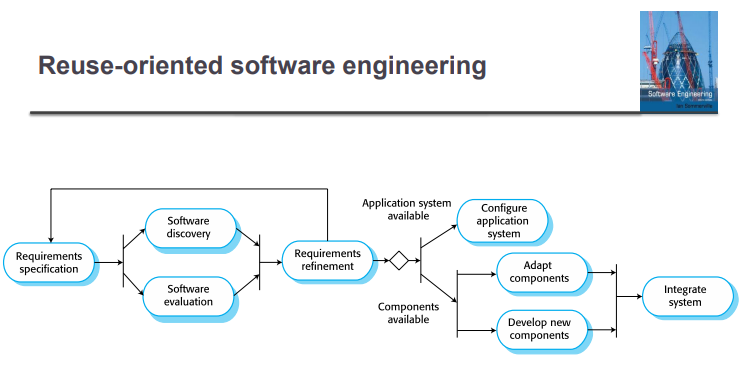 Reuse-oriented software engineering
Software Engineering
Ian Sommerville
Application system
available
Software
discovery
Configure
application
system
Requirements
specification
Requirements
refinement
Adapt
components
Software
evaluation
Components
available
Integrate
system
Develop new
components